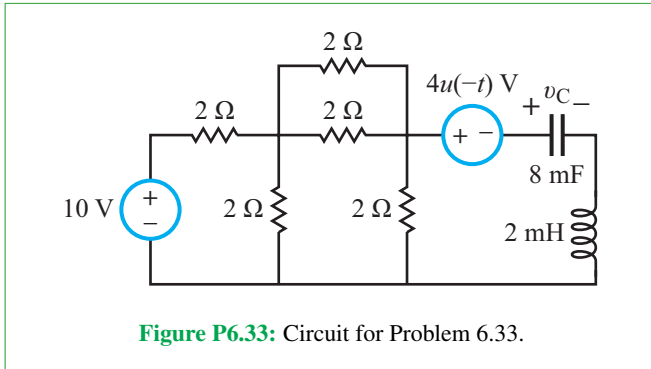 2 Ω
4u(−t) V
+ υC −
2 Ω
2 Ω
+ −
8 mF
10 V
+
−
2 Ω
2 Ω
2 mH
Figure P6.33: Circuit for Problem 6.33.